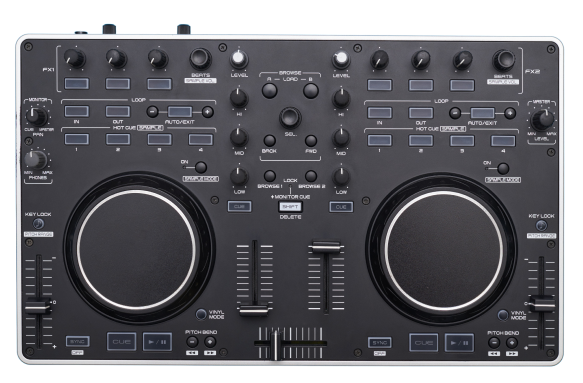 FX1
BEATS
SAMPLE VOL
LEVEL
BROWSE
A - LOAD - B
LEVEL
BEATS
SAMPLE VOL
FX2
MONITOR
CUE MASTER
PAN
MIN MAX
PHONES
LOOP
IN OUT AUTO/EXIT
HOT CUE SAMPLE
1 2 3 4
ON
SAMPLE MODE
HI
MID
LOW
SEL.
BACK FWD
LOCK
BROWSE 1 BROWSE 2
+MONITOR CUE
CUE SHIFT CUE
DELETE
HI
MID
LOW
LOOP
IN OUT AUTO/EXIT
HOT CUE SAMPLE
1 2 3 4
ON
SAMPLE MODE
MASTER
MIN MAX
LEVEL
KEY LOCK
PITCH RANGE
-
0
+
VINYL
MODE
SYNC
OFF
CUE
PITCH BEND
- +
KEY LOCK
PITCH RANGE
-
0
+
VINYL
MODE
SYNC
OFF
CUE
PITCH BEND
- +